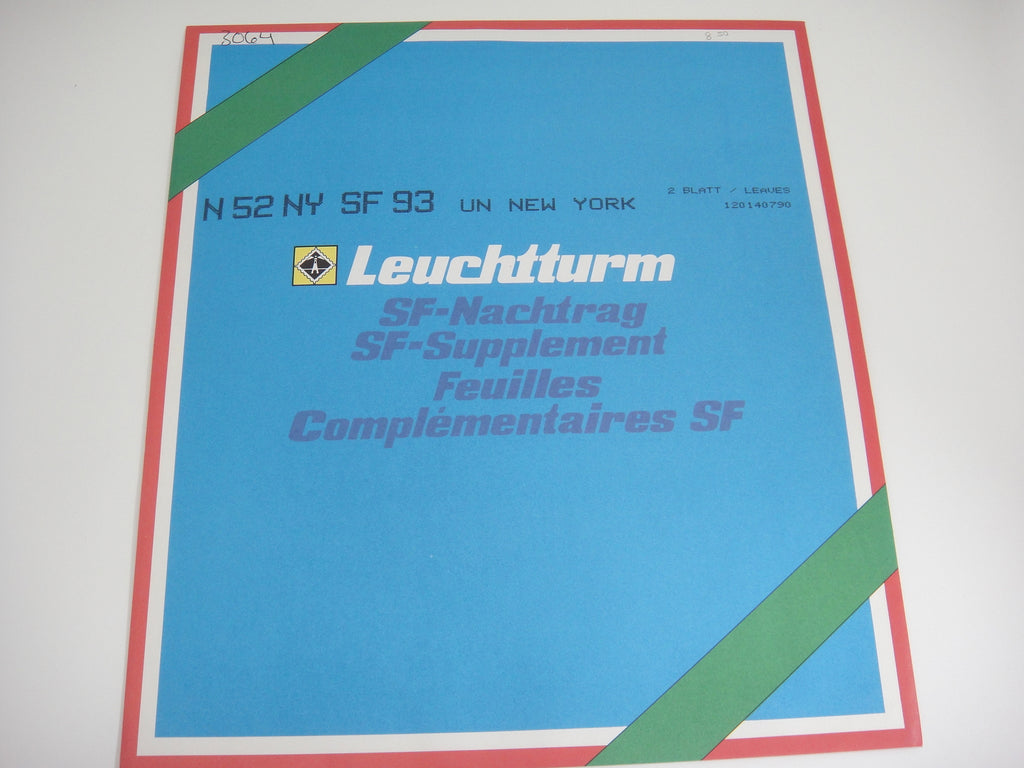 3064
8 50
N 52 NY SF 93 UN NEW YORK
2 BLATT / LEAVES
120140790
Leuchtturm
SF-Nachtrag
SF-Supplement
Feuilles
Complémentaires SF